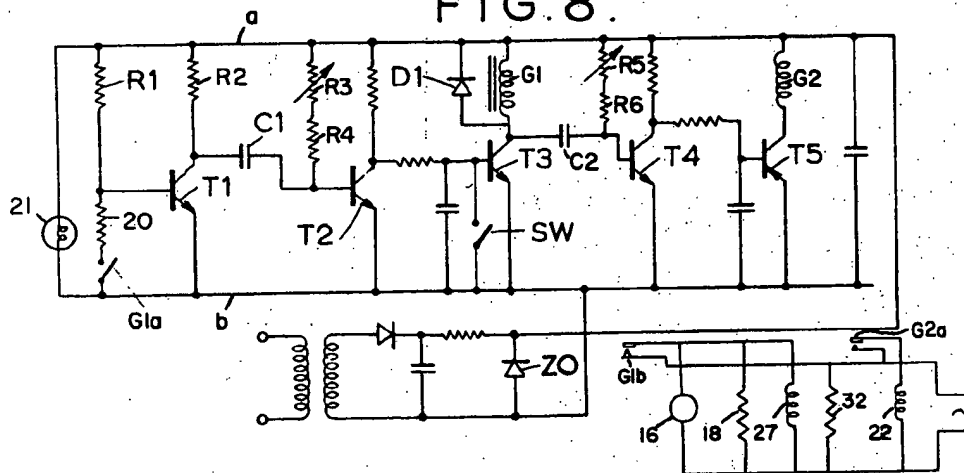 FIG. 8.
a
R1
R2
R3
R4
C1
D1
G1
R5
R6
G2
T1
T2
T3
C2
T4
T5
21
20
SW
G1a
b
ZO
G1b
G2a
16
18
27
32
22